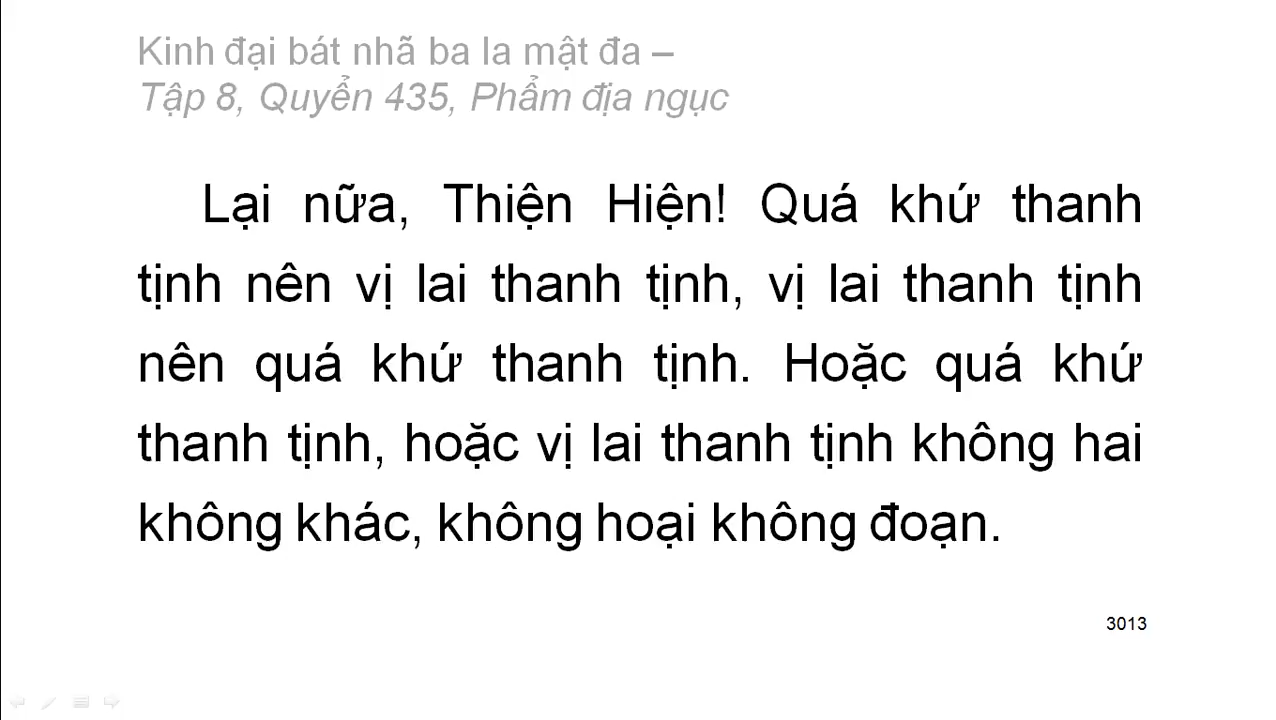 Kinh đại bát nhã ba la mật đa –
Tập 8, Quyển 435, Phẩm địa ngục
Lại nữa, Thiện Hiện! Quá khứ thanh
tịnh nên vị lai thanh tịnh, vị lai thanh tịnh
nên quá khứ thanh tịnh. Hoặc quá khứ
thanh tịnh, hoặc vị lai thanh tịnh không hai
không khác, không hoại không đoạn.
3013